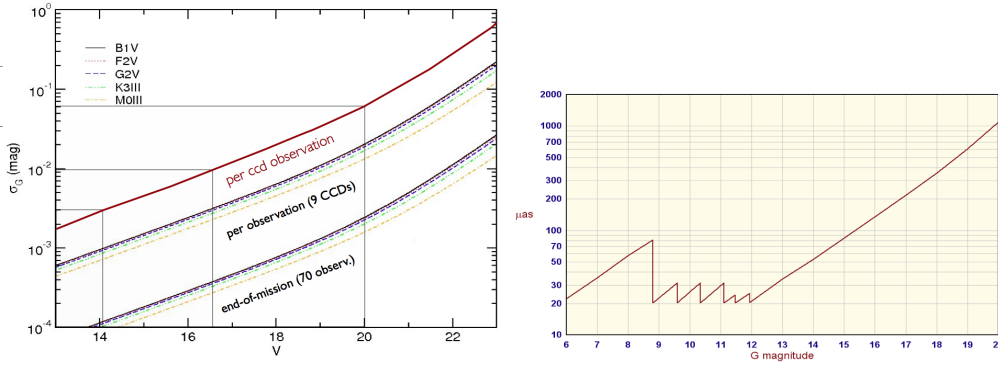 10⁰
10⁻¹
10⁻²
10⁻³
10⁻⁴
σG (mag)
B1V
F2V
G2V
K3III
M0III
per ccd observation
per observation (9 CCDs)
end-of-mission (70 observ.)
14 16 18 20 22
V
2000
1000
700
500
300
200
100
70
50
30
20
10
μas
6 7 8 9 10 11 12 13 14 15 16 17 18 19
G magnitude